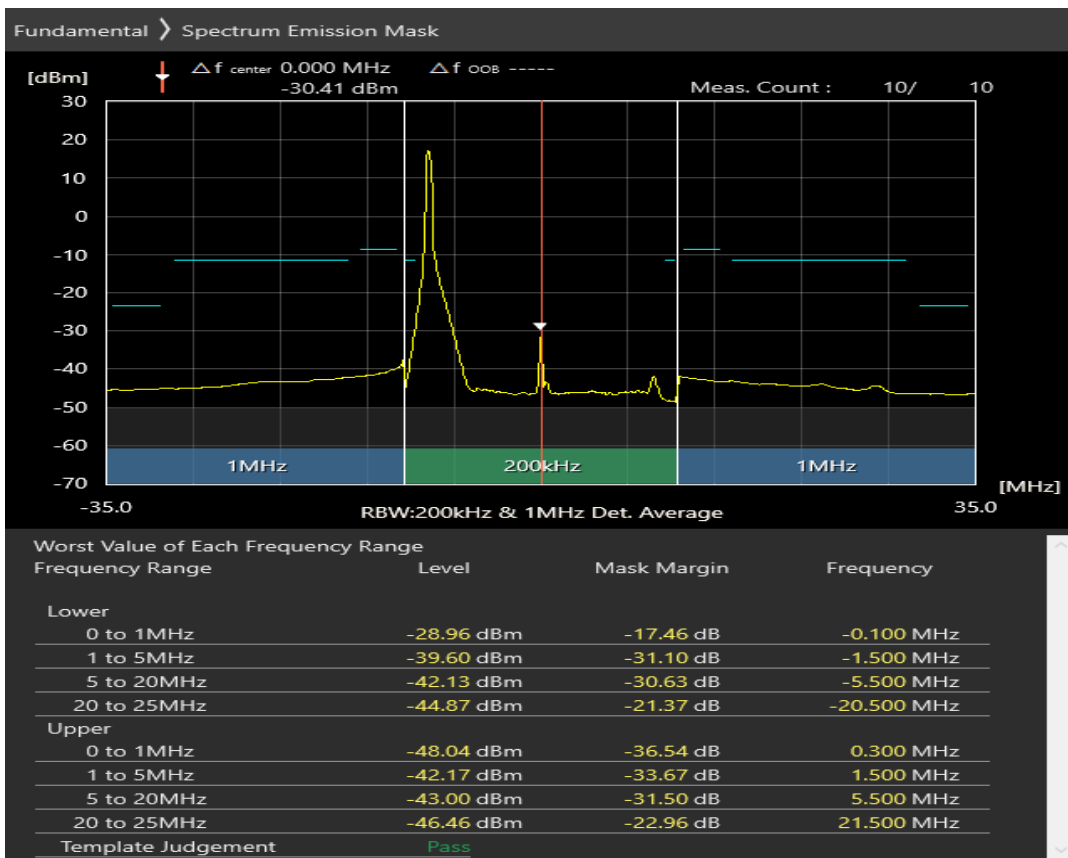 Fundamental 〉 Spectrum Emission Mask
△f center 0.000 MHz △f OOB -----
[dBm]
-30.41 dBm Meas. Count : 10/ 10
30
20
10
0
-10
-20
-30
-40
-50
-60
1MHz 200kHz 1MHz
-70
[MHz]
-35.0 35.0
RBW:200kHz & 1MHz Det. Average
Worst Value of Each Frequency Range
Frequency Range Level Mask Margin Frequency
Lower
0 to 1MHz -28.96 dBm -17.46 dB -0.100 MHz
1 to 5MHz -39.60 dBm -31.10 dB -1.500 MHz
5 to 20MHz -42.13 dBm -30.63 dB -5.500 MHz
20 to 25MHz -44.87 dBm -21.37 dB -20.500 MHz
Upper
0 to 1MHz -48.04 dBm -36.54 dB 0.300 MHz
1 to 5MHz -42.17 dBm -33.67 dB 1.500 MHz
5 to 20MHz -43.00 dBm -31.50 dB 5.500 MHz
20 to 25MHz -46.46 dBm -22.96 dB 21.500 MHz
Template Judgement Pass